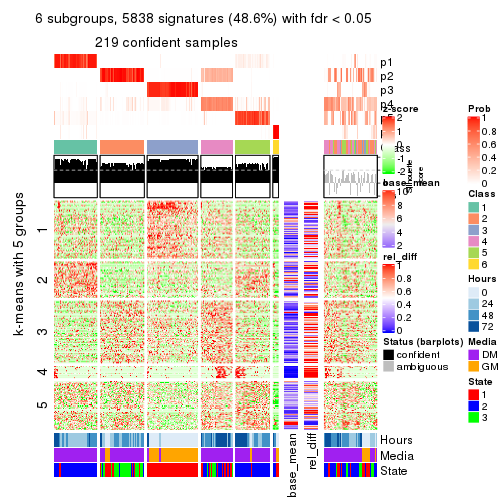 6 subgroups, 5838 signatures (48.6%) with fdr < 0.05
219 confident samples
p1
p2
p3
p4
p5
z-score
2
1
0
-1
-2
Silhouette
score
base_mean
10
8
6
4
2
rel_diff
1
0.8
0.6
0.4
0.2
0
Status (barplots)
confident
ambiguous
Prob
1
0.8
0.6
0.4
0.2
0
Class
1
2
3
4
5
6
Hours
0
24
48
72
Media
DM
GM
State
1
2
3
k-means with 5 groups
1
2
3
4
5
Hours
Media
State
base_mean
rel_diff